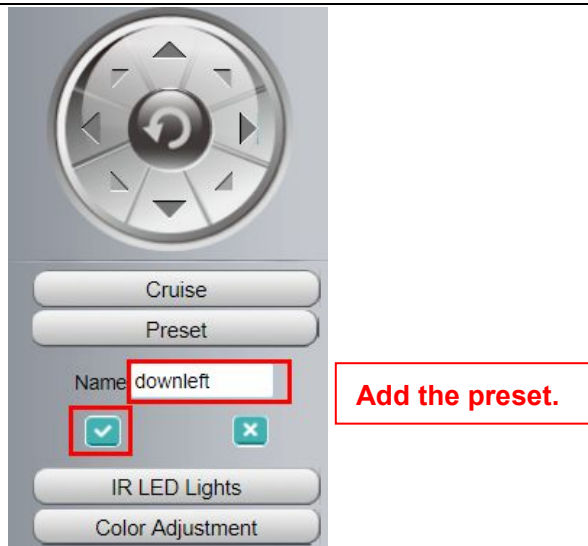 Cruise
Preset
Name downleft
Add the preset.
IR LED Lights
Color Adjustment